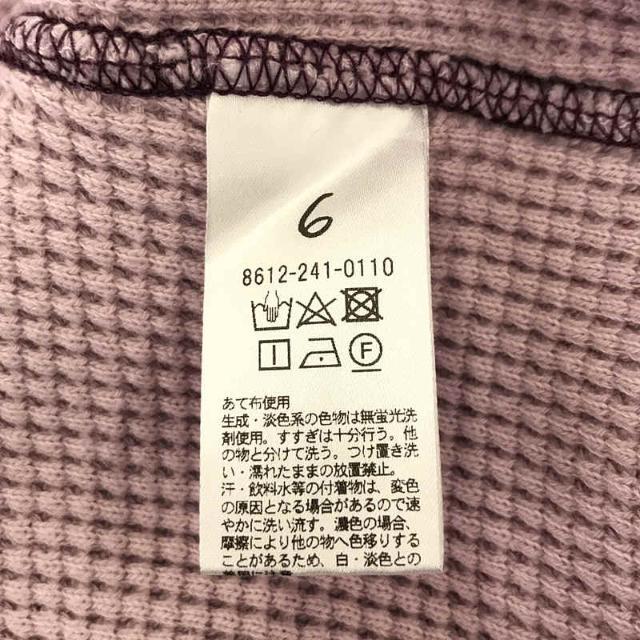 6
8612-241-0110
F
あて布使用
生成・淡色系の色物は無蛍光洗
剤使用。すすぎは十分行う。他
の物と分けて洗う。つけ置き洗
い・濡れたままの放置禁止。
汗・飲料水等の付着物は、変色
の原因となる場合があるので速
やかに洗い流す。濃色の場合、
摩擦により他の物へ色移りする
ことがあるため、白・淡色との